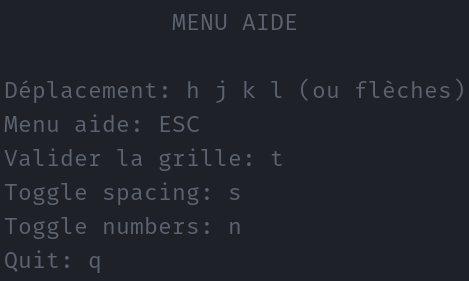 MENU AIDE
Déplacement: h j k l (ou flèches)
Menu aide: ESC
Valider la grille: t
Toggle spacing: s
Toggle numbers: n
Quit: q